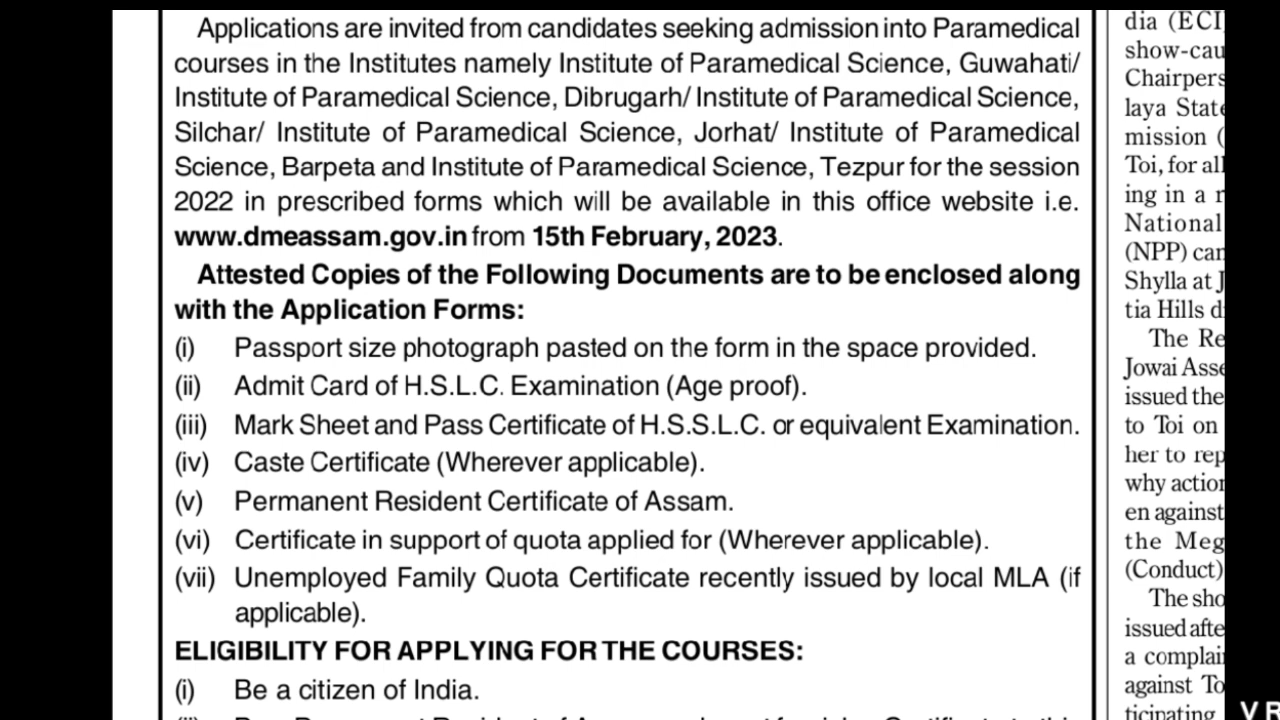 Applications are invited from candidates seeking admission into Paramedical
courses in the Institutes namely Institute of Paramedical Science, Guwahati/
Institute of Paramedical Science, Dibrugarh/ Institute of Paramedical Science,
Silchar/ Institute of Paramedical Science, Jorhat/ Institute of Paramedical
Science, Barpeta and Institute of Paramedical Science, Tezpur for the session
2022 in prescribed forms which will be available in this office website i.e.
www.dmeassam.gov.in from 15th February, 2023.
Attested Copies of the Following Documents are to be enclosed along
with the Application Forms:
(i) Passport size photograph pasted on the form in the space provided.
(ii) Admit Card of H.S.L.C. Examination (Age proof).
(iii) Mark Sheet and Pass Certificate of H.S.S.L.C. or equivalent Examination.
(iv) Caste Certificate (Wherever applicable).
(v) Permanent Resident Certificate of Assam.
(vi) Certificate in support of quota applied for (Wherever applicable).
(vii) Unemployed Family Quota Certificate recently issued by local MLA (if
applicable).
ELIGIBILITY FOR APPLYING FOR THE COURSES:
(i) Be a citizen of India.
dia (ECI
show-cau
Chairpers
laya State
mission (
Toi, for all
ing in a r
National
(NPP) can
Shylla at J
tia Hills d
The Re
Jowai Asse
issued the
to Toi on
her to rep
why action
en against
the Meg
(Conduct)
The sho
issued afte
a complai
against To
ticipating